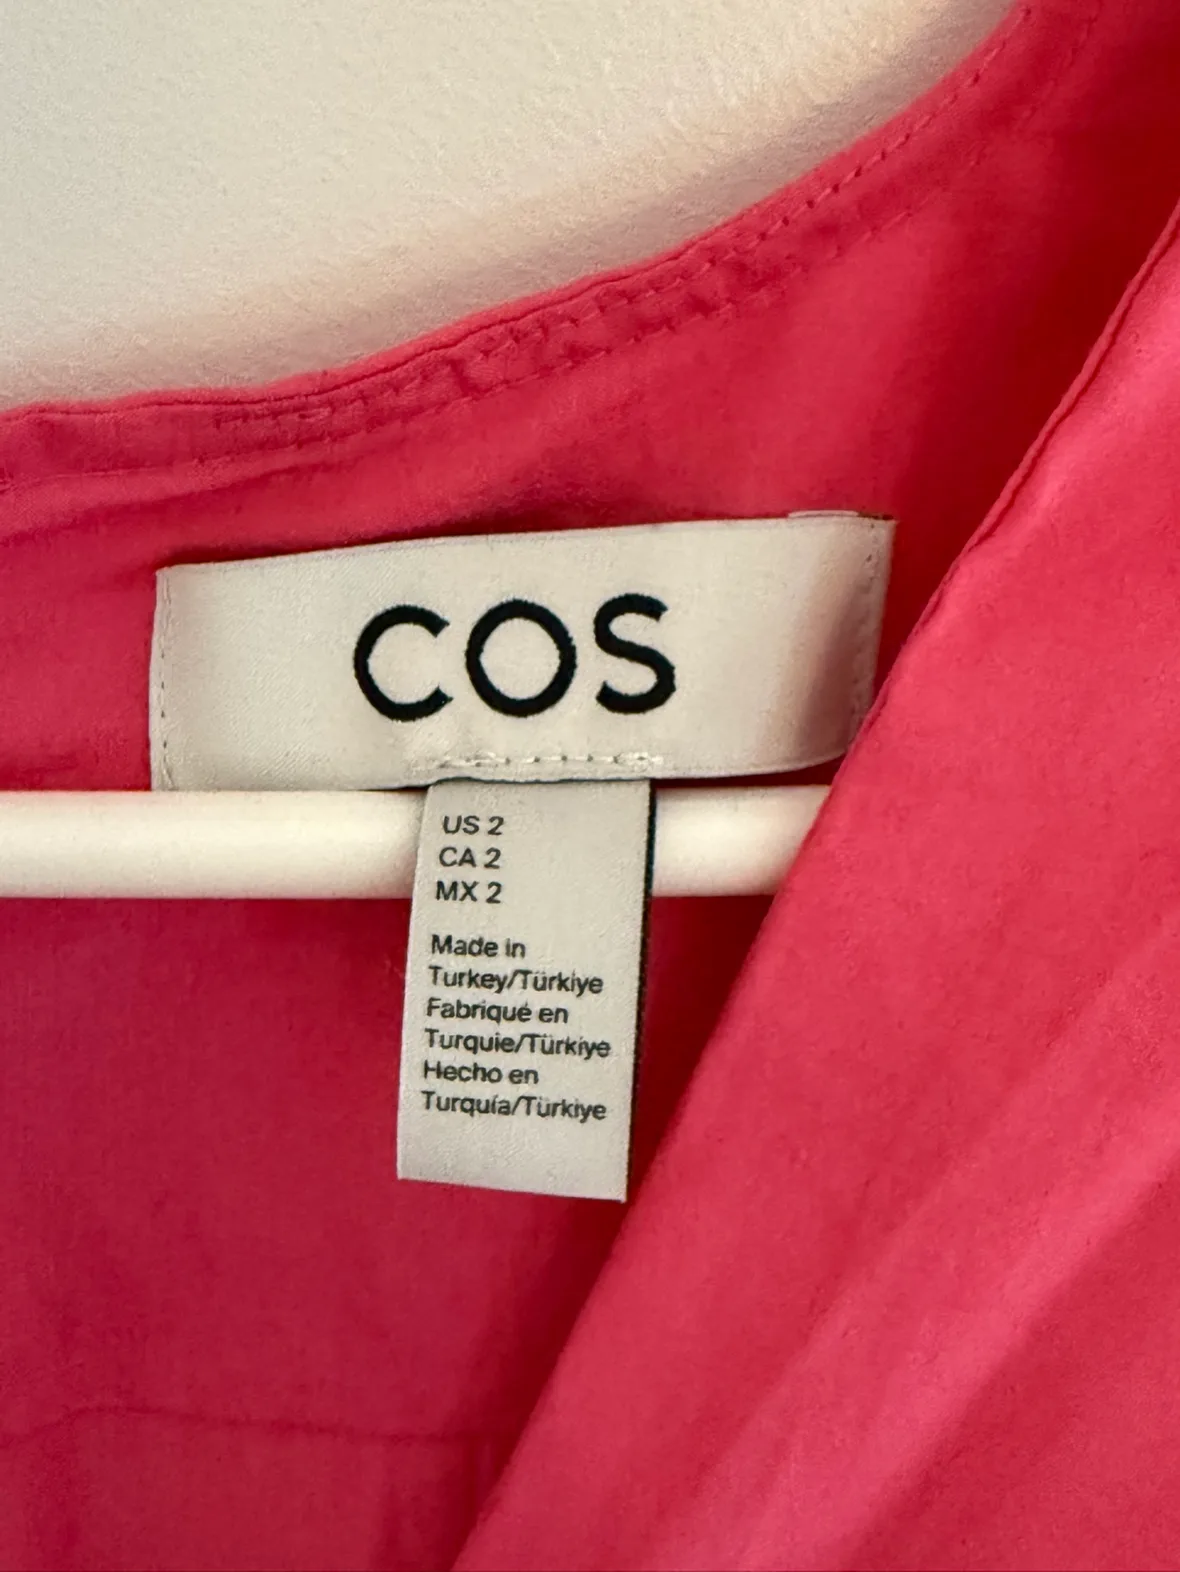 COS
US 2
CA 2
MX 2
Made in
Turkey/Türkiye
Fabriqué en
Turquie/Türkiye
Hecho en
Turquía/Türkiye